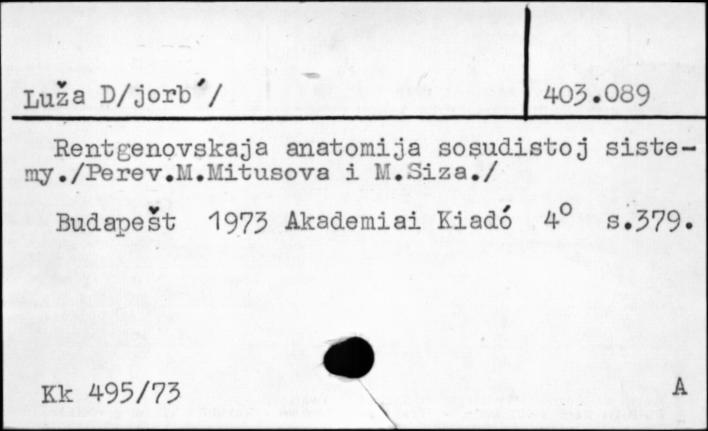 Luža D/jorb´/ 403.089
Rentgenovskaja anatomija sosudistoj siste-
my./Perev.M.Mitusova i M.Siza./
Budapešt 1973 Akademiai Kiadó 4° s.379.
Kk 495/73 A